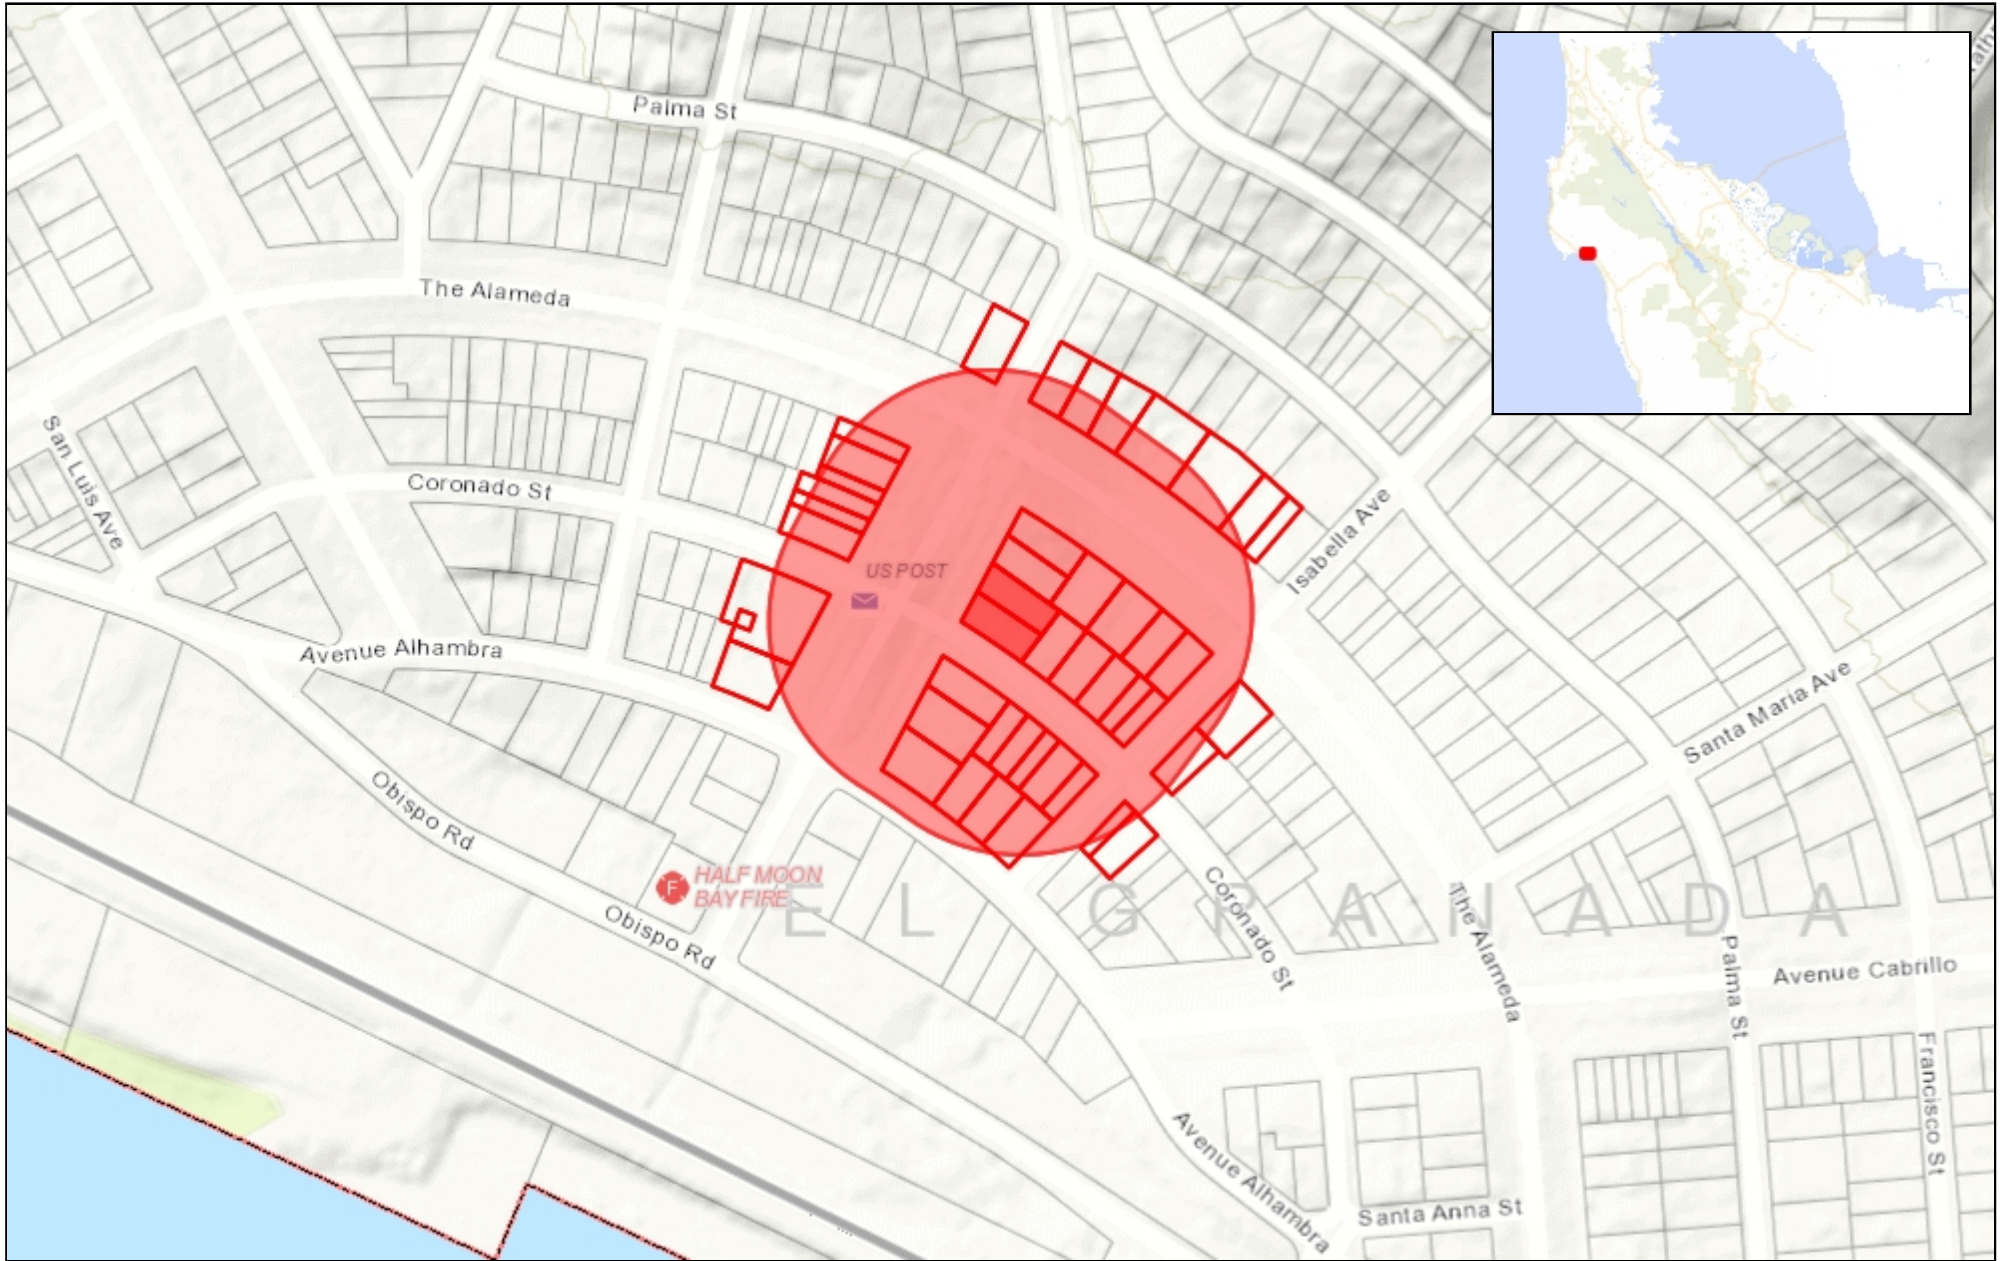 Palma St
The Alameda
San Luis Ave
Coronado St
US POST
Isabella Ave
Avenue Alhambra
Santa Maria Ave
Obispo Rd
F
HALF MOON
BAY FIRE
Obispo Rd
EL GRANADA
Coronado St
The Alameda
Palma St
Avenue Cabrillo
Francisco St
Avenue Alhambra
Santa Anna St